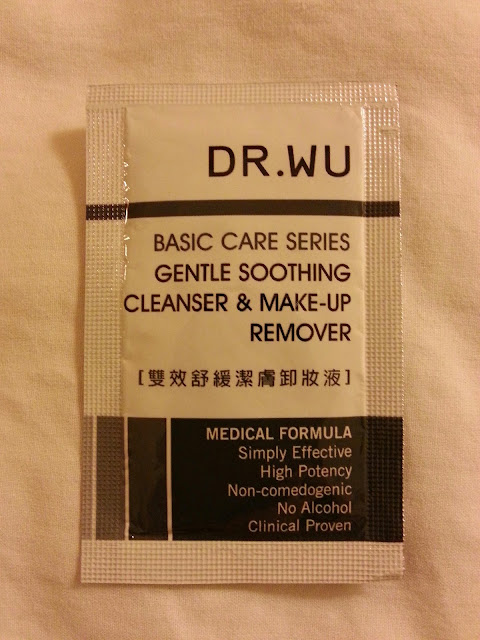 DR.WU
BASIC CARE SERIES
GENTLE SOOTHING
CLEANSER & MAKE-UP
REMOVER
[雙效舒緩潔膚卸妝液]
MEDICAL FORMULA
Simply Effective
High Potency
Non-comedogenic
No Alcohol
Clinical Proven